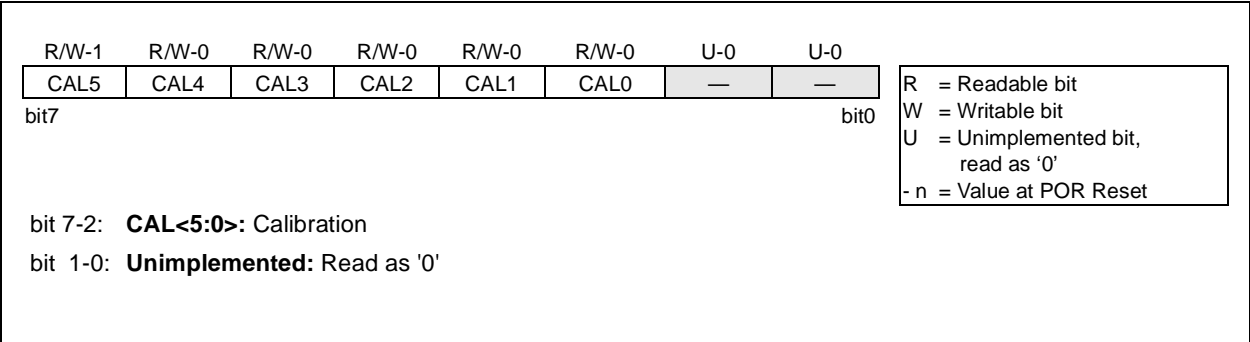 R/W-1 R/W-0 R/W-0 R/W-0 R/W-0 R/W-0 U-0 U-0
CAL5 CAL4 CAL3 CAL2 CAL1 CAL0 — —
bit7 bit0
R = Readable bit
W = Writable bit
U = Unimplemented bit,
read as ‘0’
- n = Value at POR Reset
bit 7-2: CAL<5:0>: Calibration
bit 1-0: Unimplemented: Read as '0'